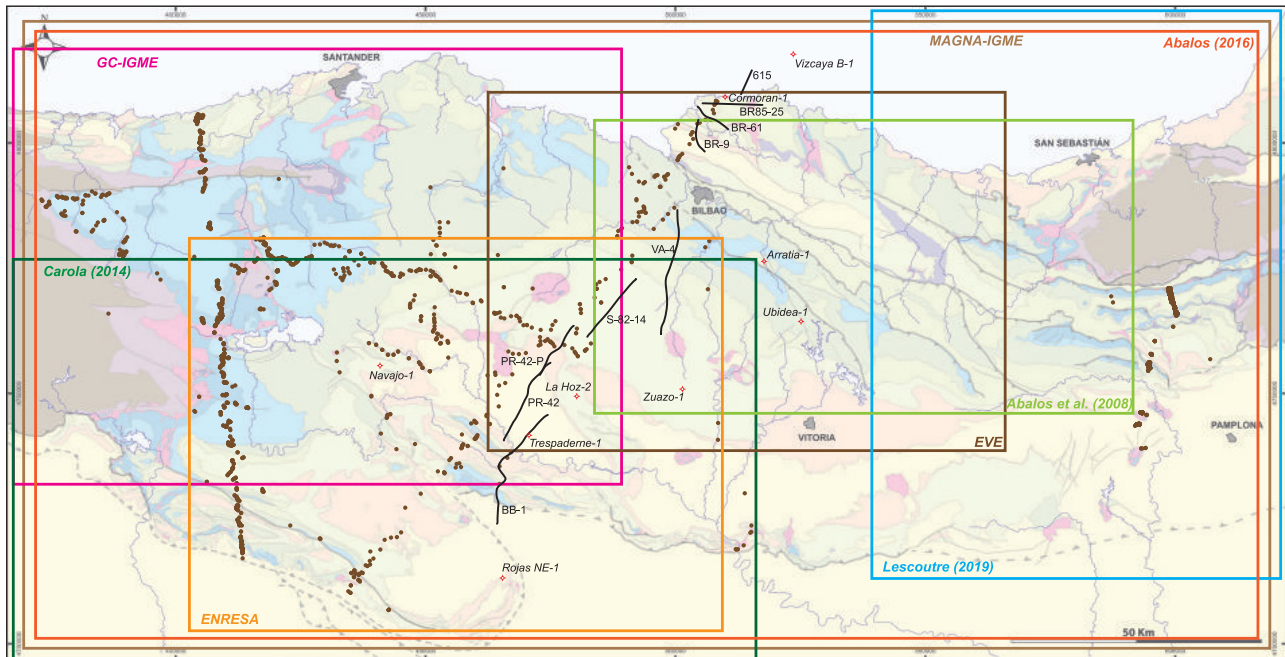 N
SANTANDER
MAGNA-IGME
Abalos (2016)
GC-IGME
Vizcaya B-1
615
Cormoran-1
BR85-25
BR-61
BR-9
SAN SEBASTIÁN
BILBAO
VA-4
Carola (2014)
Arratia-1
Ubidea-1
S-82-14
PR-42-P
Navajo-1
La Hoz-2
Zuazo-1
PR-42
Abalos et al. (2008)
Trespaderne-1
VITORIA
EVE
PAMPLONA
BB-1
Rojas NE-1
Lescoutre (2019)
ENRESA
50 Km